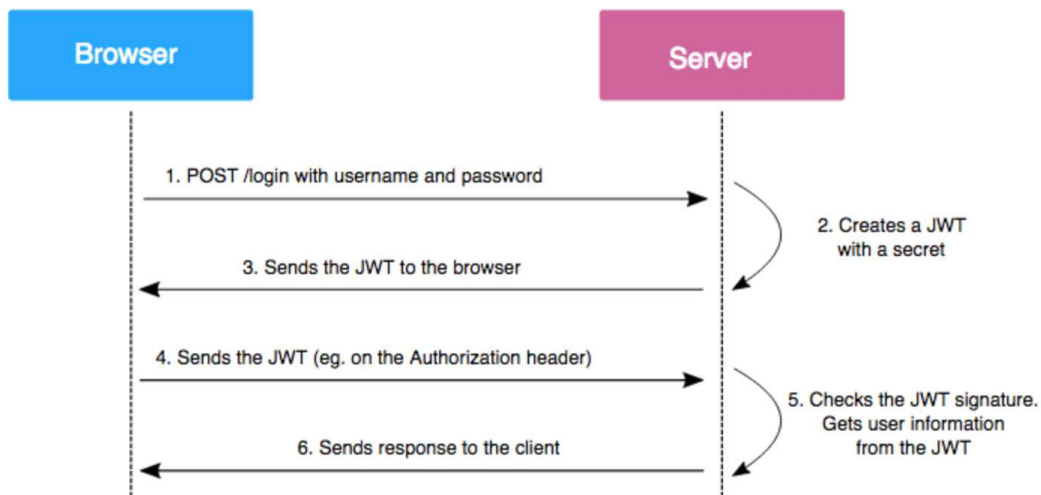 Browser
Server
1. POST /login with username and password
2. Creates a JWT
with a secret
3. Sends the JWT to the browser
4. Sends the JWT (eg. on the Authorization header)
5. Checks the JWT signature.
Gets user information
from the JWT
6. Sends response to the client